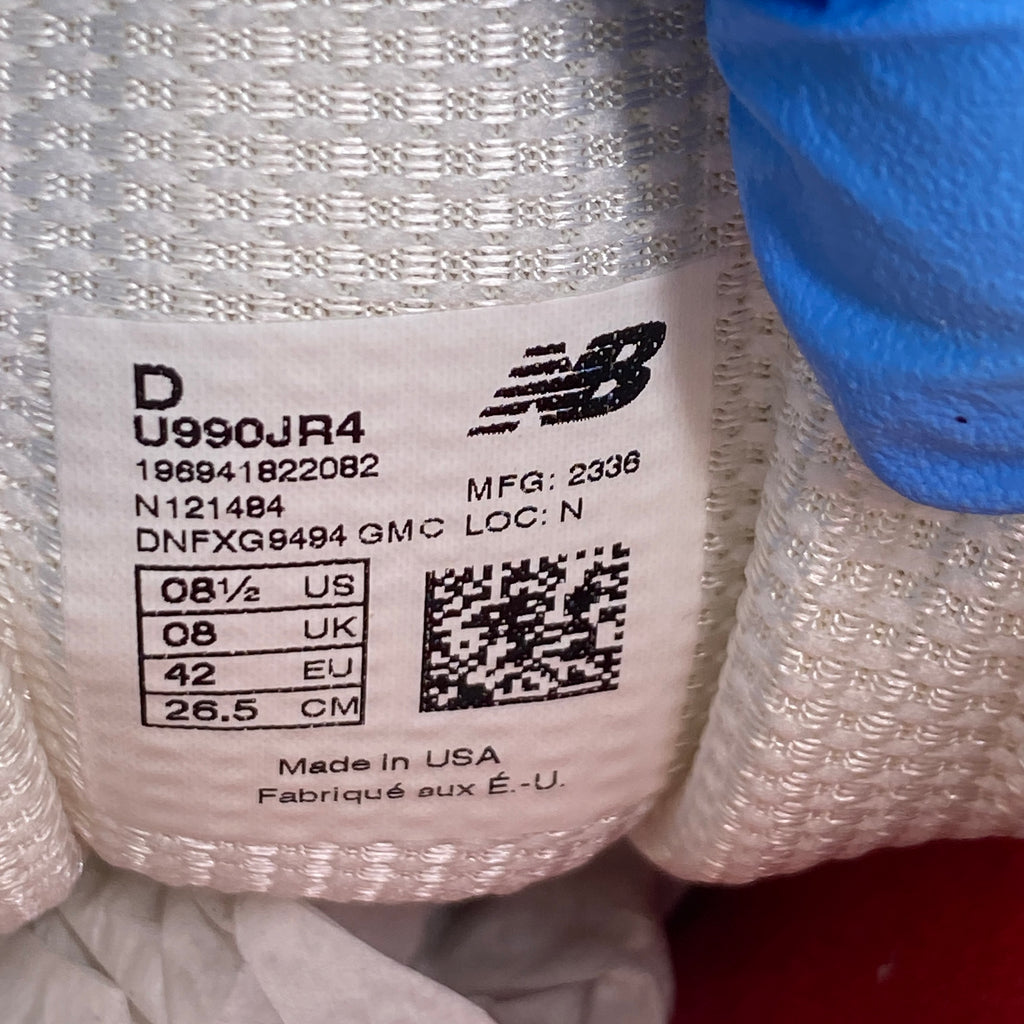 D
U990JR4
196941822082
N121484
DNFXG9494 GMC
NB
MFG: 2336
LOC: N
08½ US
08 UK
42 EU
26.5 CM
Made in USA
Fabriqué aux É.-U.